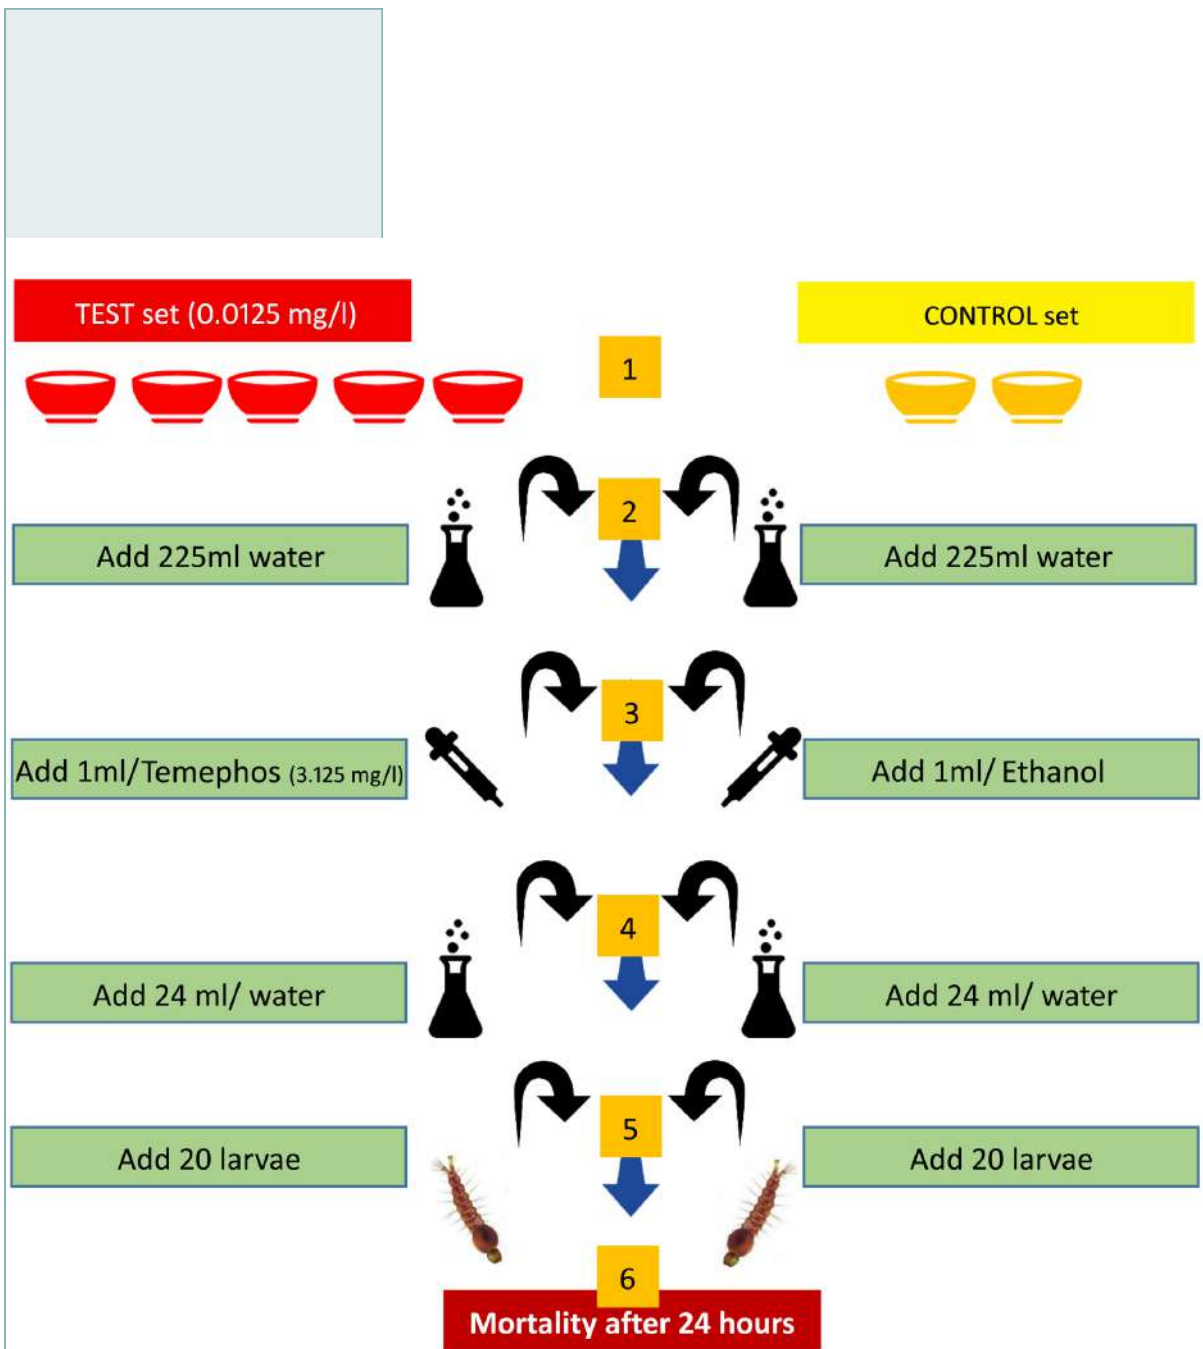 TEST set (0.0125 mg/l)
CONTROL set
1
2
Add 225ml water
Add 225ml water
3
Add 1ml/Temephos (3.125 mg/l)
Add 1ml/ Ethanol
4
Add 24 ml/ water
Add 24 ml/ water
5
Add 20 larvae
Add 20 larvae
6
Mortality after 24 hours